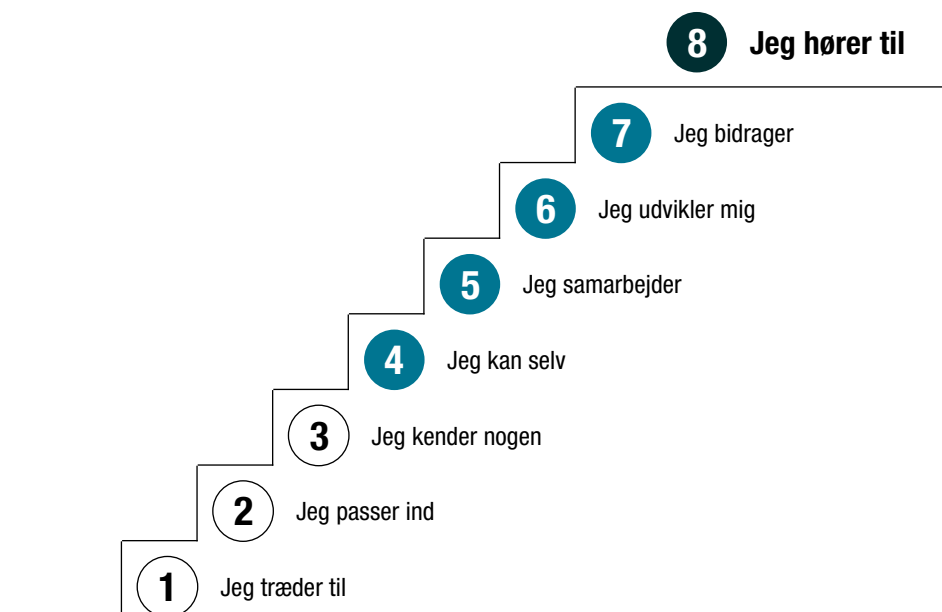 8 Jeg hører til
7 Jeg bidrager
6 Jeg udvikler mig
5 Jeg samarbejder
4 Jeg kan selv
3 Jeg kender nogen
2 Jeg passer ind
1 Jeg træder til